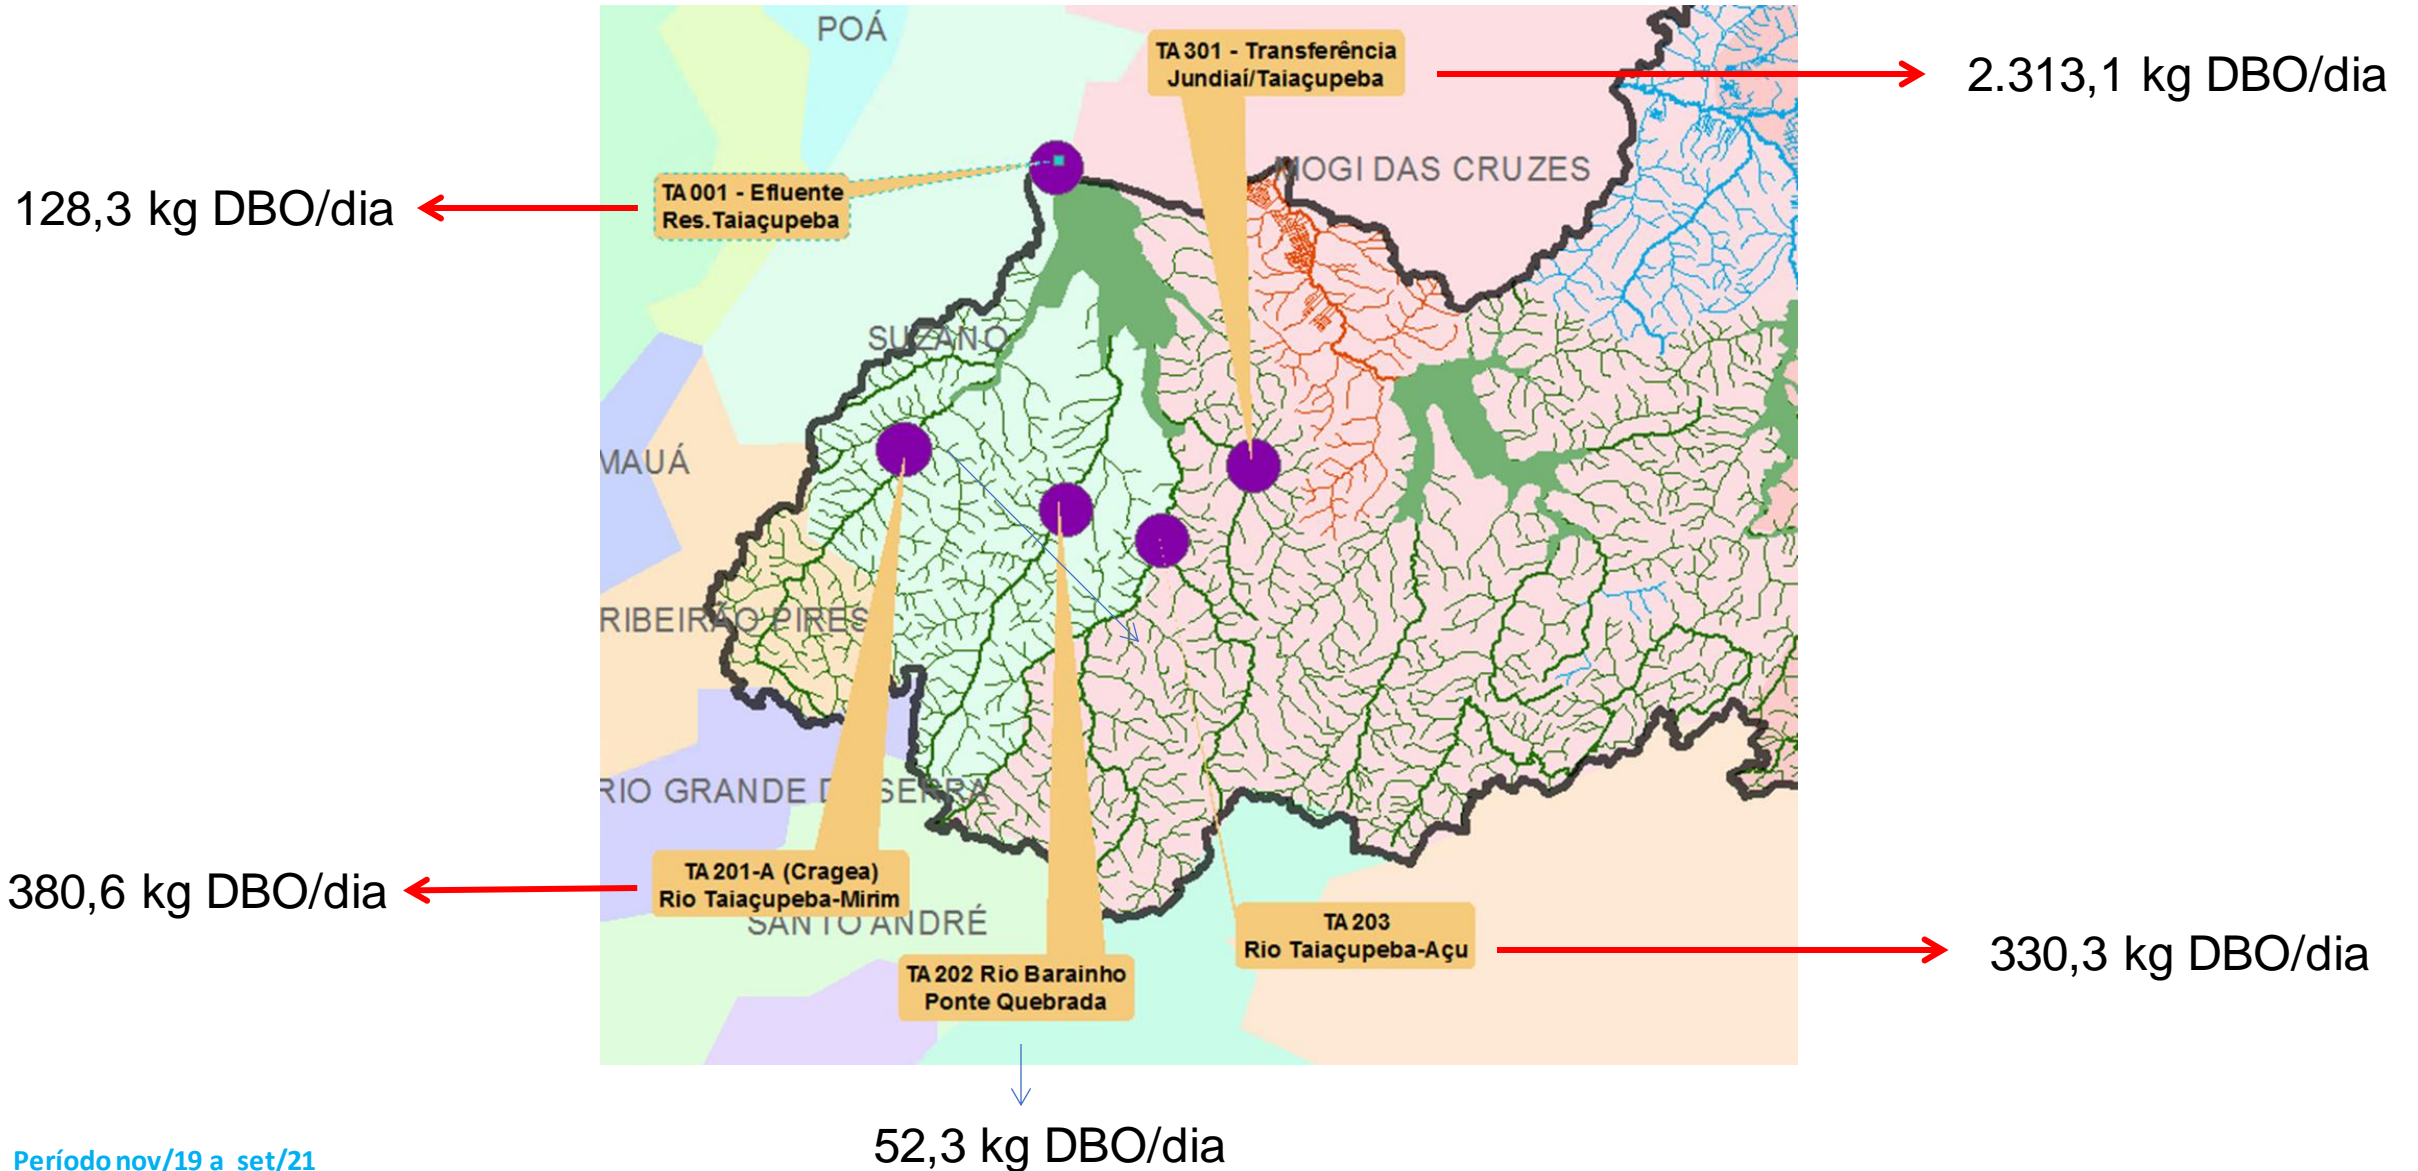 POÁ
TA 301 - Transferência
Jundiaí/Taiaçupeba
2.313,1 kg DBO/dia
MOGI DAS CRUZES
128,3 kg DBO/dia
TA 001 - Efluente
Res.Taiaçupeba
SUZANO
MAUÁ
RIBEIRÃO PIRES
RIO GRANDE D SERRA
380,6 kg DBO/dia
TA 201-A (Cragea)
Rio Taiaçupeba-Mirim
SANTO ANDRÉ
TA 203
Rio Taiaçupeba-Açu
330,3 kg DBO/dia
TA 202 Rio Barainho
Ponte Quebrada
52,3 kg DBO/dia
Período nov/19 a set/21